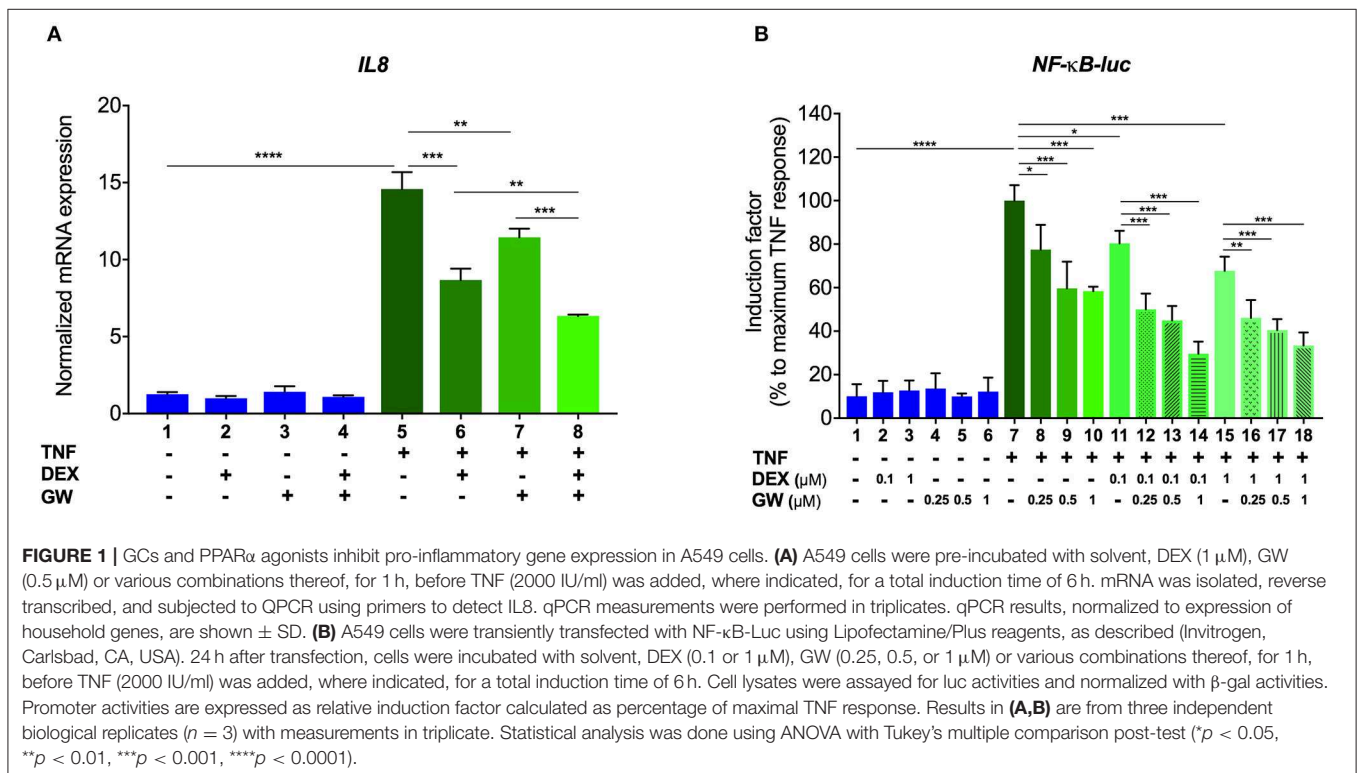 A
IL8
Normalized mRNA expression
20
15
10
5
0
**
**** ***
**
***
1 2 3 4 5 6 7 8
TNF - - - - + + + +
DEX - + - + - + - +
GW - - + + - - + +
B
NF-κB-luc
Induction factor
(% to maximum TNF response)
140
120
100
80
60
40
20
0
***
*
**** ***
***
*
***
***
***
***
***
**
1 2 3 4 5 6 7 8 9 10 11 12 13 14 15 16 17 18
TNF - - - - - - + + + + + + + + + + + +
DEX (µM) - 0.1 1 - - - - - - - 0.1 0.1 0.1 0.1 1 1 1 1
GW (µM) - - - 0.25 0.5 1 - 0.25 0.5 1 - 0.25 0.5 1 - 0.25 0.5 1
FIGURE 1 | GCs and PPARα agonists inhibit pro-inflammatory gene expression in A549 cells. (A) A549 cells were pre-incubated with solvent, DEX (1 µM), GW
(0.5 µM) or various combinations thereof, for 1 h, before TNF (2000 IU/ml) was added, where indicated, for a total induction time of 6 h. mRNA was isolated, reverse
transcribed, and subjected to QPCR using primers to detect IL8. qPCR measurements were performed in triplicates. qPCR results, normalized to expression of
household genes, are shown ± SD. (B) A549 cells were transiently transfected with NF-κB-Luc using Lipofectamine/Plus reagents, as described (Invitrogen,
Carlsbad, CA, USA). 24 h after transfection, cells were incubated with solvent, DEX (0.1 or 1 µM), GW (0.25, 0.5, or 1 µM) or various combinations thereof, for 1 h,
before TNF (2000 IU/ml) was added, where indicated, for a total induction time of 6 h. Cell lysates were assayed for luc activities and normalized with β-gal activities.
Promoter activities are expressed as relative induction factor calculated as percentage of maximal TNF response. Results in (A,B) are from three independent
biological replicates (n = 3) with measurements in triplicate. Statistical analysis was done using ANOVA with Tukey's multiple comparison post-test (*p < 0.05,
**p < 0.01, ***p < 0.001, ****p < 0.0001).